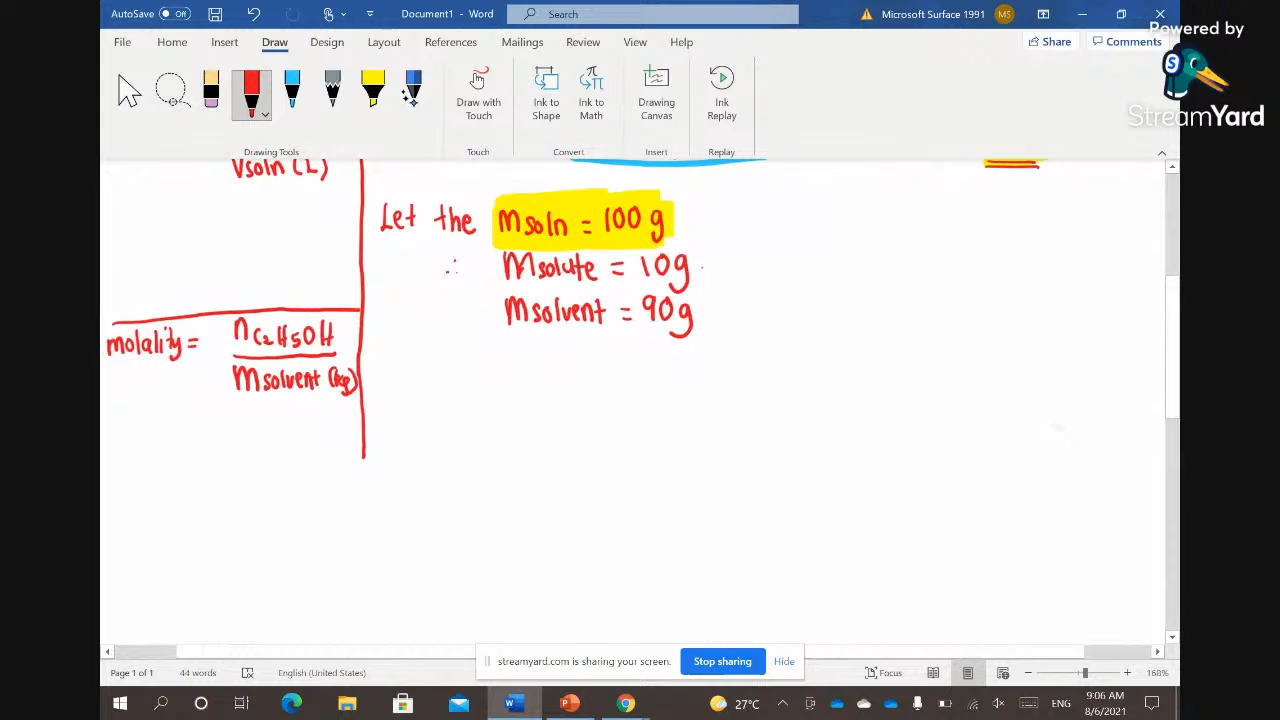 AutoSave Off Document1 - Word Search Microsoft Surface 1991 MS
Powered by
StreamYard
File Home Insert Draw Design Layout References Mailings Review View Help Share Comments
Draw with Touch
Ink to Shape
Ink to Math
Drawing Canvas
Ink Replay
Drawing Tools Touch Convert Insert Replay
Vsoln (L)
Let the msoln = 100 g
∴ msolute = 10g
msolvent = 90g
molality = nC2H5OH
msolvent (kg)
streamyard.com is sharing your screen. Stop sharing Hide
Page 1 of 1 44 words English (United States) Focus 168%
27°C ENG 9:06 AM
8/6/2021